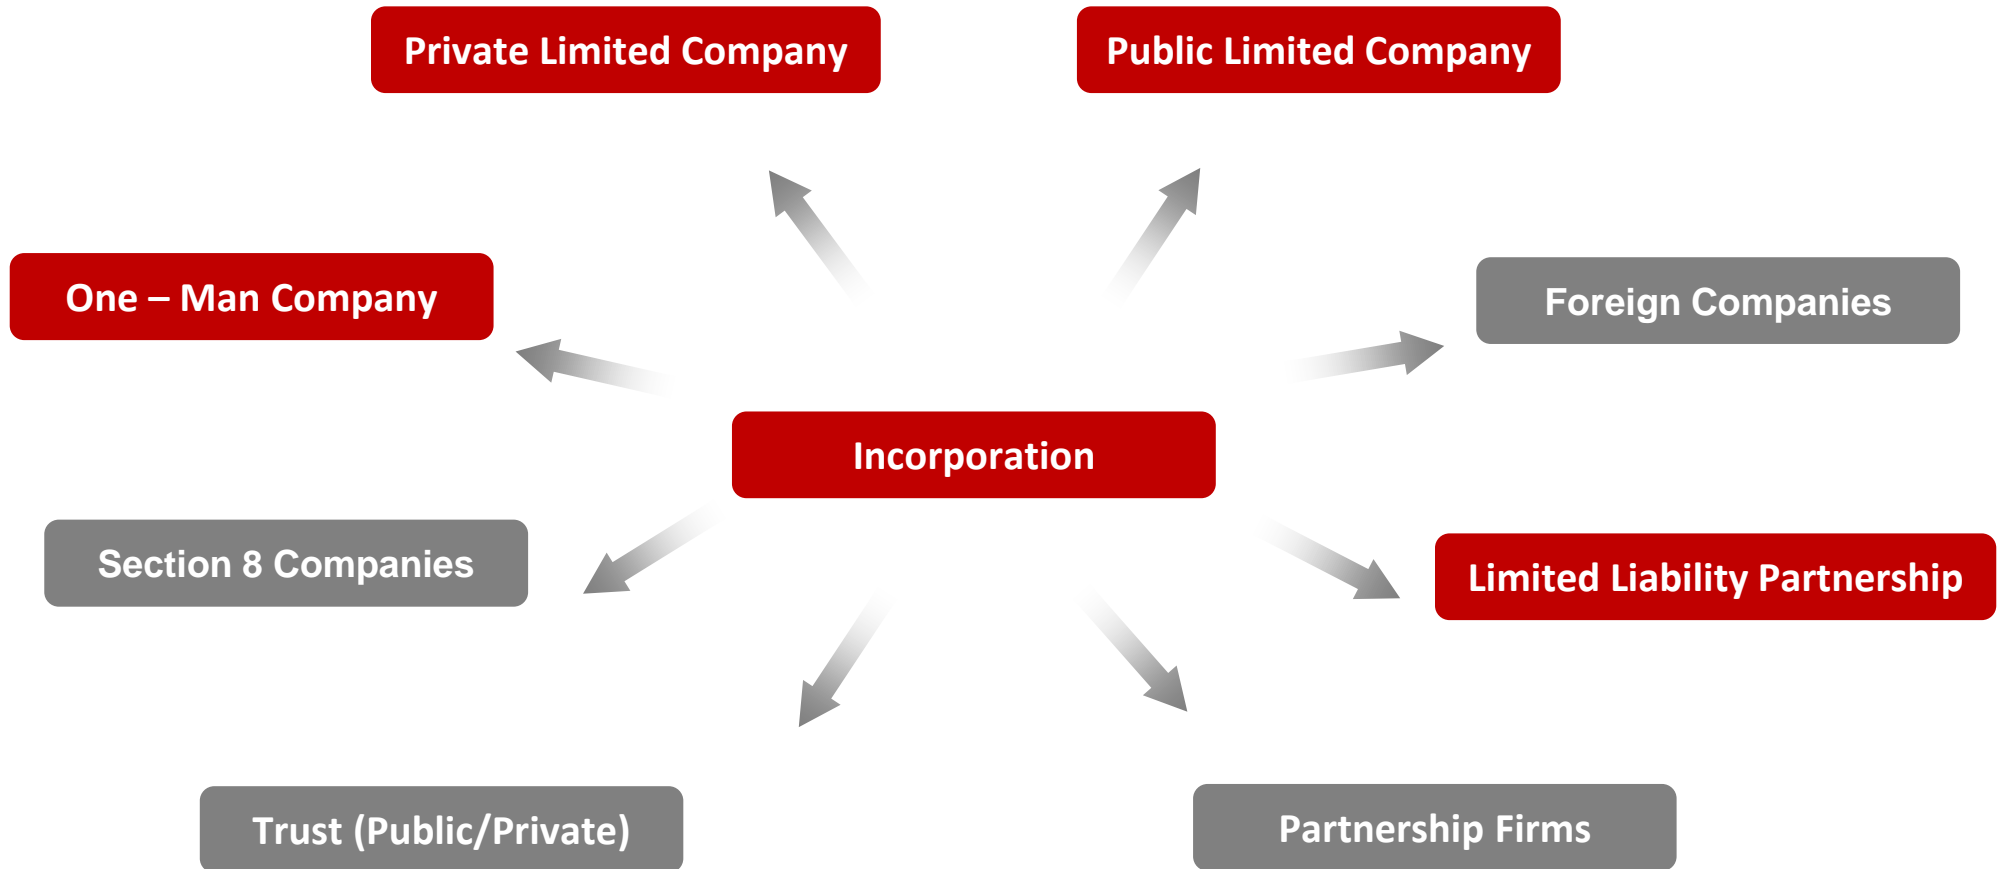 Private Limited Company
Public Limited Company
One – Man Company
Foreign Companies
Incorporation
Section 8 Companies
Limited Liability Partnership
Trust (Public/Private)
Partnership Firms